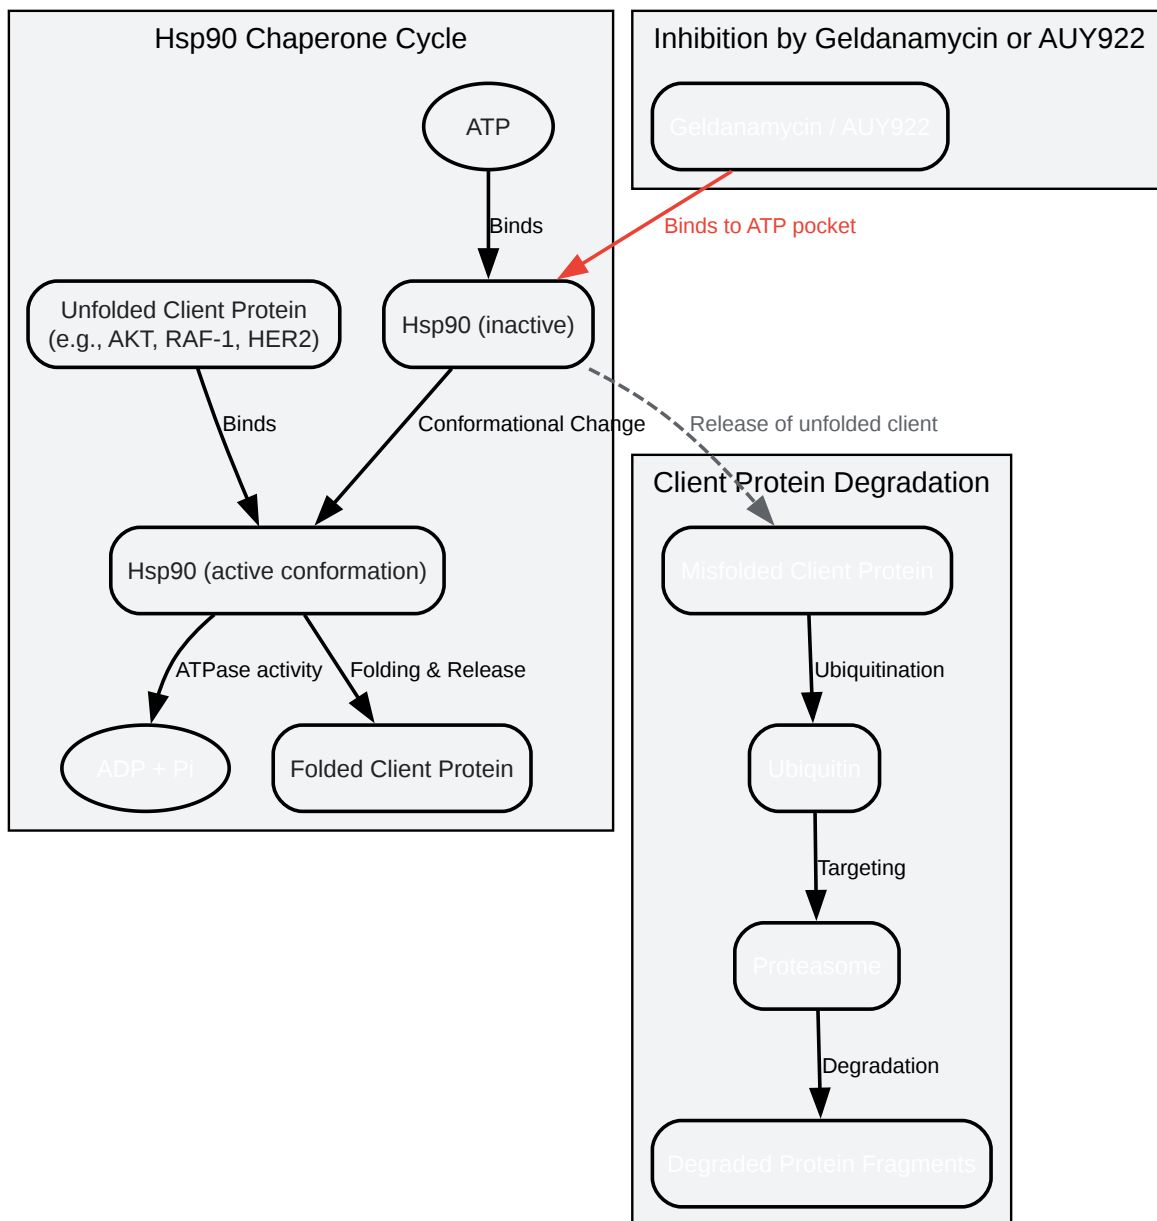 Hsp90 Chaperone Cycle
Inhibition by Geldanamycin or AUY922
ATP
Geldanamycin / AUY922
Binds
Binds to ATP pocket
Unfolded Client Protein
(e.g., AKT, RAF-1, HER2)
Hsp90 (inactive)
Binds
Conformational Change
Release of unfolded client
Client Protein Degradation
Hsp90 (active conformation)
Misfolded Client Protein
ATPase activity
Folding & Release
Ubiquitination
ADP + Pi
Folded Client Protein
Ubiquitin
Targeting
Proteasome
Degradation
Degraded Protein Fragments